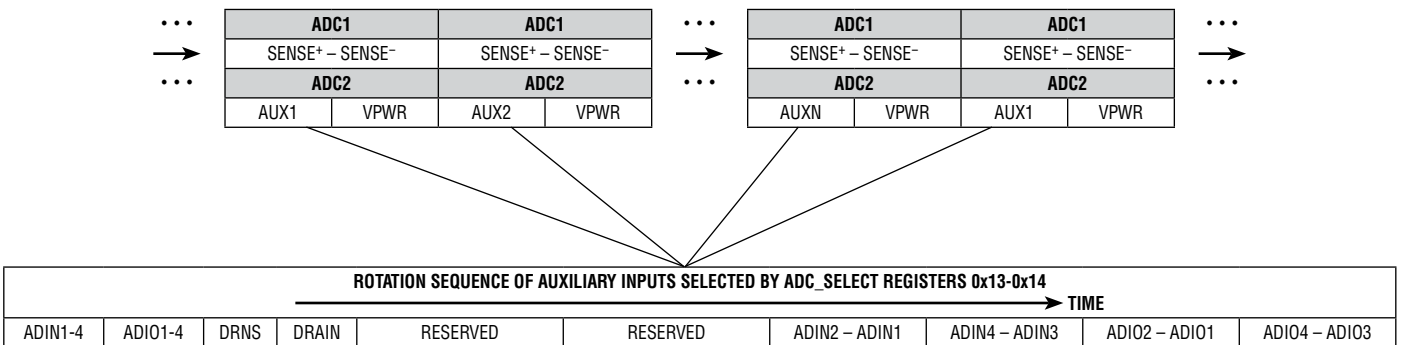 • • • ADC1 ADC1 • • • ADC1 ADC1 • • •
SENSE+ – SENSE– SENSE+ – SENSE– SENSE+ – SENSE– SENSE+ – SENSE–
• • • ADC2 ADC2 • • • ADC2 ADC2 • • •
AUX1 VPWR AUX2 VPWR AUXN VPWR AUX1 VPWR
ROTATION SEQUENCE OF AUXILIARY INPUTS SELECTED BY ADC_SELECT REGISTERS 0x13-0x14
TIME
ADIN1-4 ADIO1-4 DRNS DRAIN RESERVED RESERVED ADIN2 – ADIN1 ADIN4 – ADIN3 ADIO2 – ADIO1 ADIO4 – ADIO3